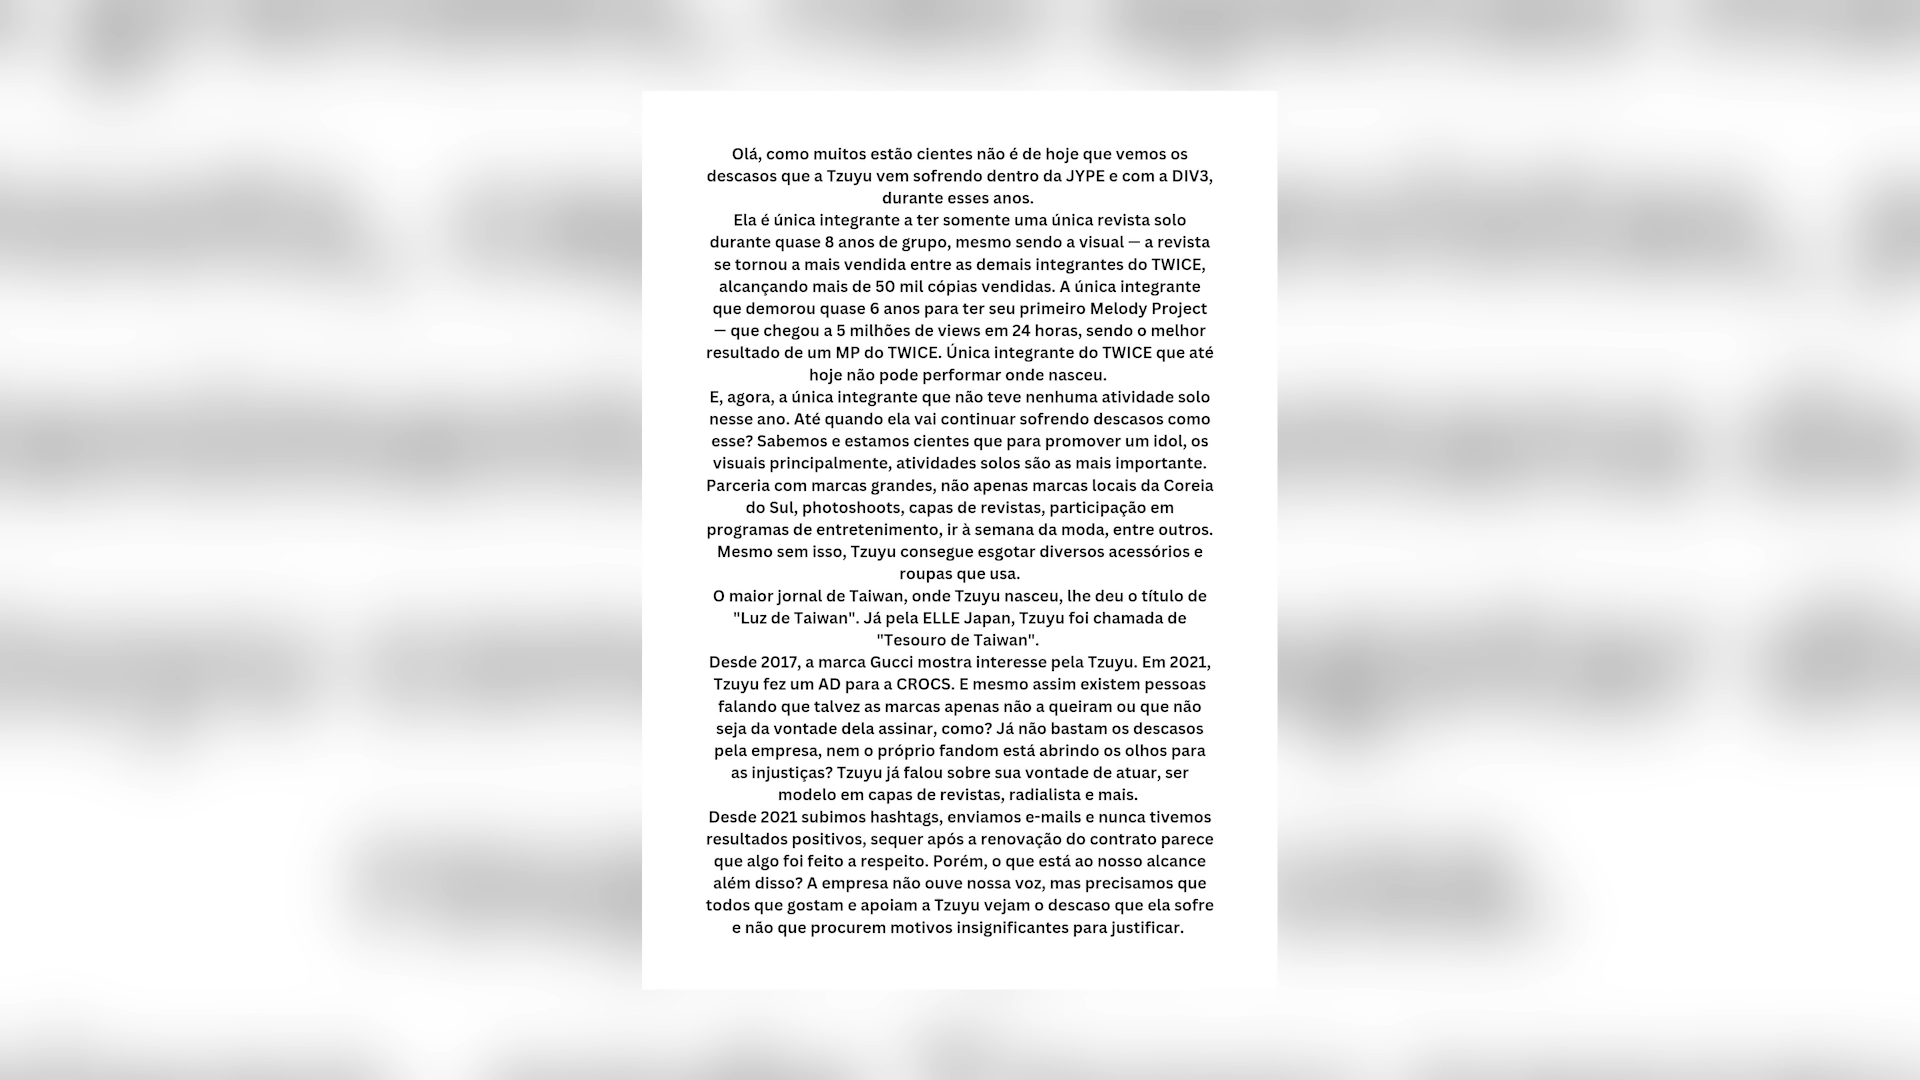 Olá, como muitos estão cientes não é de hoje que vemos os
descasos que a Tzuyu vem sofrendo dentro da JYPE e com a DIV3,
durante esses anos.
Ela é única integrante a ter somente uma única revista solo
durante quase 8 anos de grupo, mesmo sendo a visual — a revista
se tornou a mais vendida entre as demais integrantes do TWICE,
alcançando mais de 50 mil cópias vendidas. A única integrante
que demorou quase 6 anos para ter seu primeiro Melody Project
— que chegou a 5 milhões de views em 24 horas, sendo o melhor
resultado de um MP do TWICE. Única integrante do TWICE que até
hoje não pode performar onde nasceu.
E, agora, a única integrante que não teve nenhuma atividade solo
nesse ano. Até quando ela vai continuar sofrendo descasos como
esse? Sabemos e estamos cientes que para promover um idol, os
visuais principalmente, atividades solos são as mais importante.
Parceria com marcas grandes, não apenas marcas locais da Coreia
do Sul, photoshoots, capas de revistas, participação em
programas de entretenimento, ir à semana da moda, entre outros.
Mesmo sem isso, Tzuyu consegue esgotar diversos acessórios e
roupas que usa.
O maior jornal de Taiwan, onde Tzuyu nasceu, lhe deu o título de
"Luz de Taiwan". Já pela ELLE Japan, Tzuyu foi chamada de
"Tesouro de Taiwan".
Desde 2017, a marca Gucci mostra interesse pela Tzuyu. Em 2021,
Tzuyu fez um AD para a CROCS. E mesmo assim existem pessoas
falando que talvez as marcas apenas não a queiram ou que não
seja da vontade dela assinar, como? Já não bastam os descasos
pela empresa, nem o próprio fandom está abrindo os olhos para
as injustiças? Tzuyu já falou sobre sua vontade de atuar, ser
modelo em capas de revistas, radialista e mais.
Desde 2021 subimos hashtags, enviamos e-mails e nunca tivemos
resultados positivos, sequer após a renovação do contrato parece
que algo foi feito a respeito. Porém, o que está ao nosso alcance
além disso? A empresa não ouve nossa voz, mas precisamos que
todos que gostam e apoiam a Tzuyu vejam o descaso que ela sofre
e não que procurem motivos insignificantes para justificar.